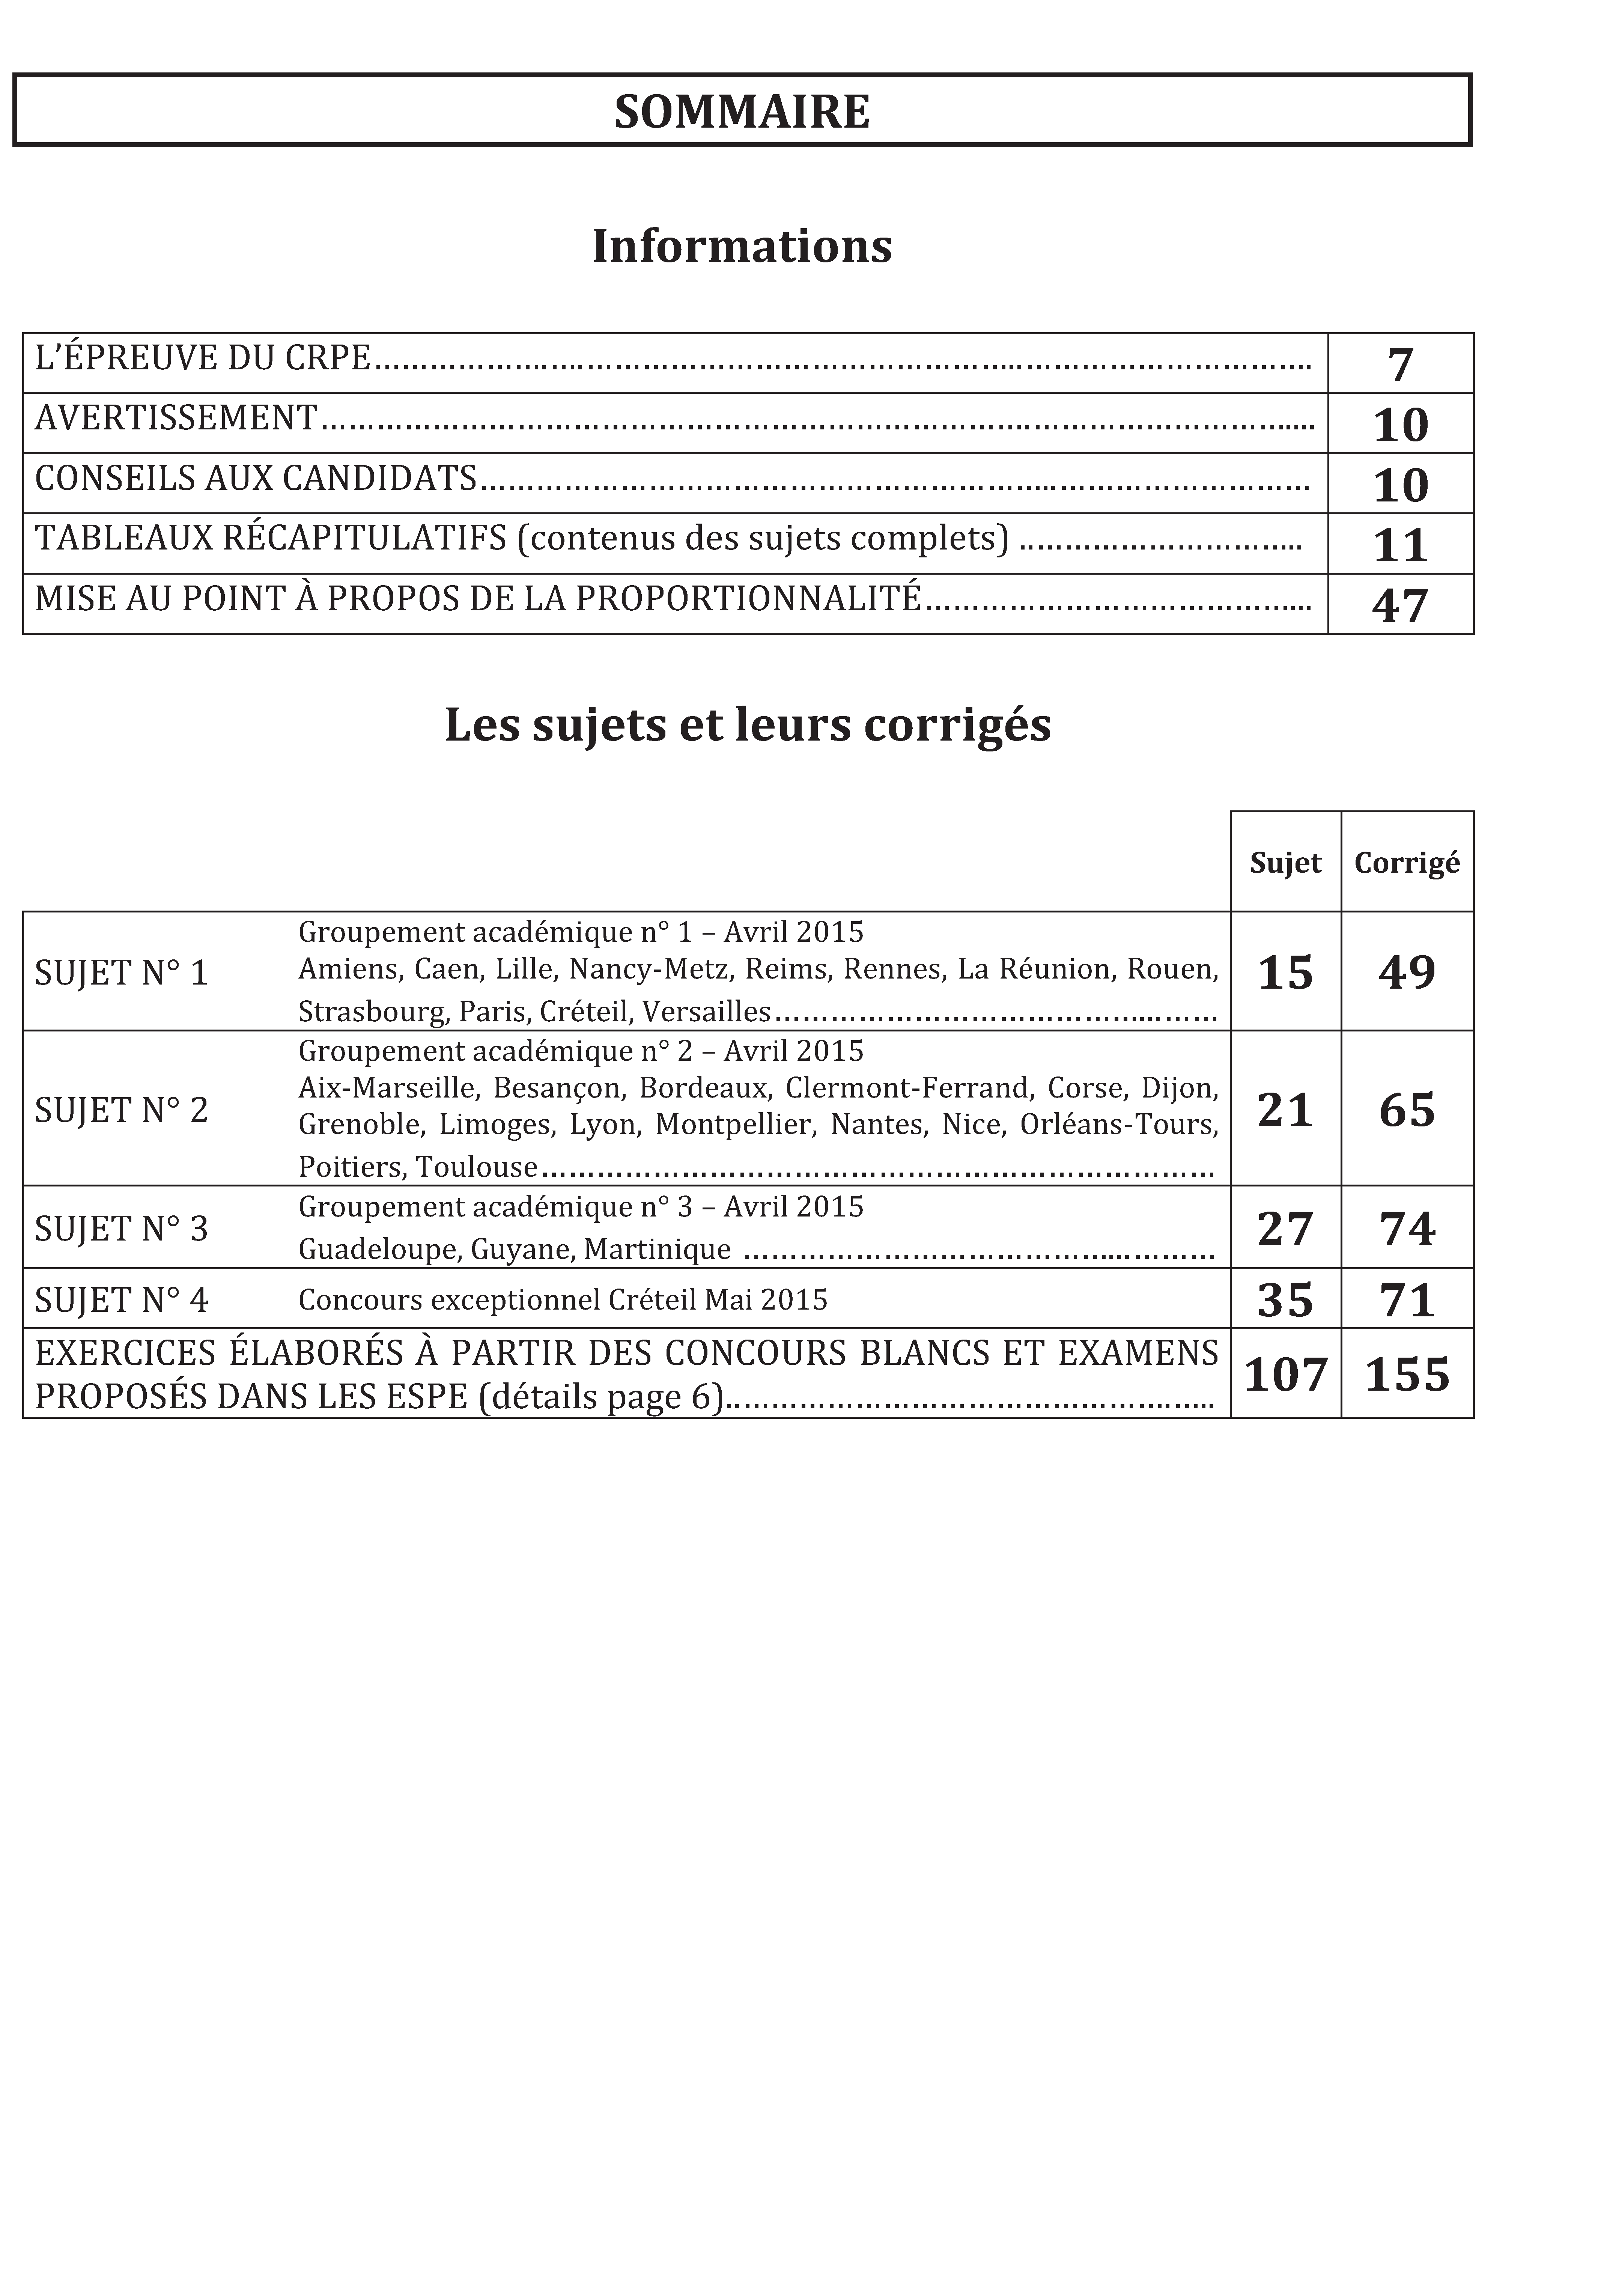 SOMMAIRE
Informations
L’ÉPREUVE DU CRPE……………………………………………………………………………………. 7
AVERTISSEMENT……………………………………………………………………………………….. 10
CONSEILS AUX CANDIDATS…………………………………………………………………………… 10
TABLEAUX RÉCAPITULATIFS (contenus des sujets complets) ……………………….. 11
MISE AU POINT À PROPOS DE LA PROPORTIONNALITÉ………………………………….. 47
Les sujets et leurs corrigés
Sujet Corrigé
Groupement académique n° 1 – Avril 2015
SUJET N° 1 Amiens, Caen, Lille, Nancy-Metz, Reims, Rennes, La Réunion, Rouen, 15 49
Strasbourg, Paris, Créteil, Versailles…………………………………………
Groupement académique n° 2 – Avril 2015
Aix-Marseille, Besançon, Bordeaux, Clermont-Ferrand, Corse, Dijon,
SUJET N° 2 Grenoble, Limoges, Lyon, Montpellier, Nantes, Nice, Orléans-Tours, 21 65
Poitiers, Toulouse………………………………………………………………
Groupement académique n° 3 – Avril 2015
SUJET N° 3 27 74
Guadeloupe, Guyane, Martinique ……………………………………………
SUJET N° 4 Concours exceptionnel Créteil Mai 2015 35 71
EXERCICES ÉLABORÉS À PARTIR DES CONCOURS BLANCS ET EXAMENS 107 155
PROPOSÉS DANS LES ESPE (détails page 6)……………………………………………..